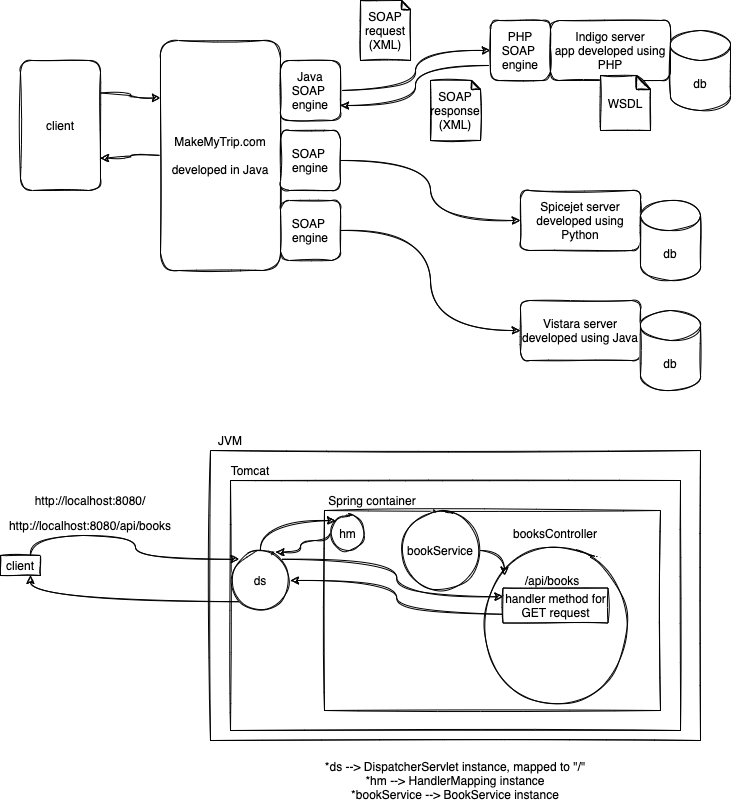 SOAP
request
(XML)
PHP
SOAP
engine
Indigo server
app developed using
PHP
db
WSDL
Java
SOAP
engine
SOAP
response
(XML)
client
MakeMyTrip.com
developed in Java
SOAP
engine
SOAP
engine
Spicejet server
developed using
Python
db
Vistara server
developed using Java
db
JVM
Tomcat
Spring container
http://localhost:8080/
http://localhost:8080/api/books
client
ds
hm
bookService
booksController
/api/books
handler method for
GET request
*ds --> DispatcherServlet instance, mapped to "/"
*hm --> HandlerMapping instance
*bookService --> BookService instance